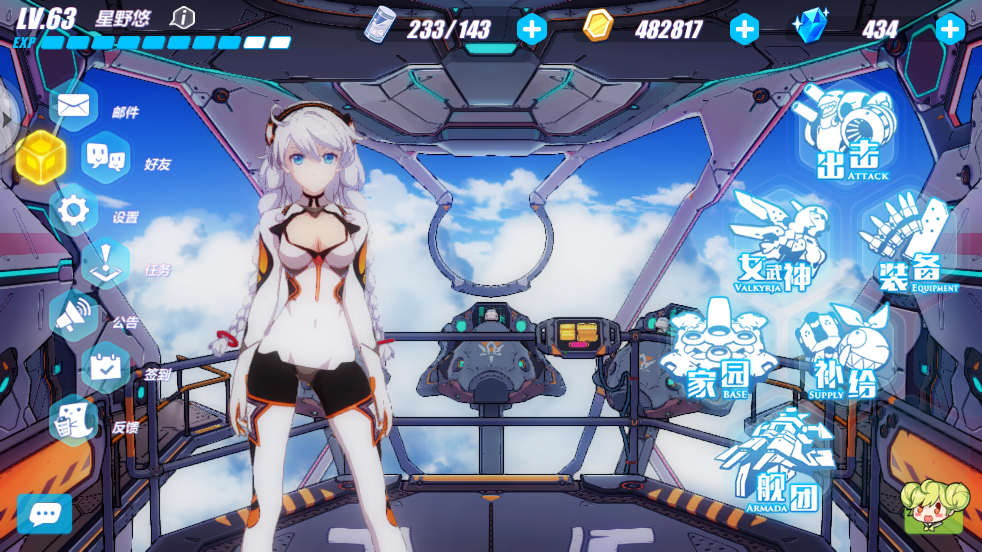 LV.63 星野悠
EXP
233/143
482817
434
邮件
好友
设置
任务
公告
签到
反馈
出击
ATTACK
女武神
VALKYRJA
装备
EQUIPMENT
家园
BASE
补给
SUPPLY
舰团
ARMADA